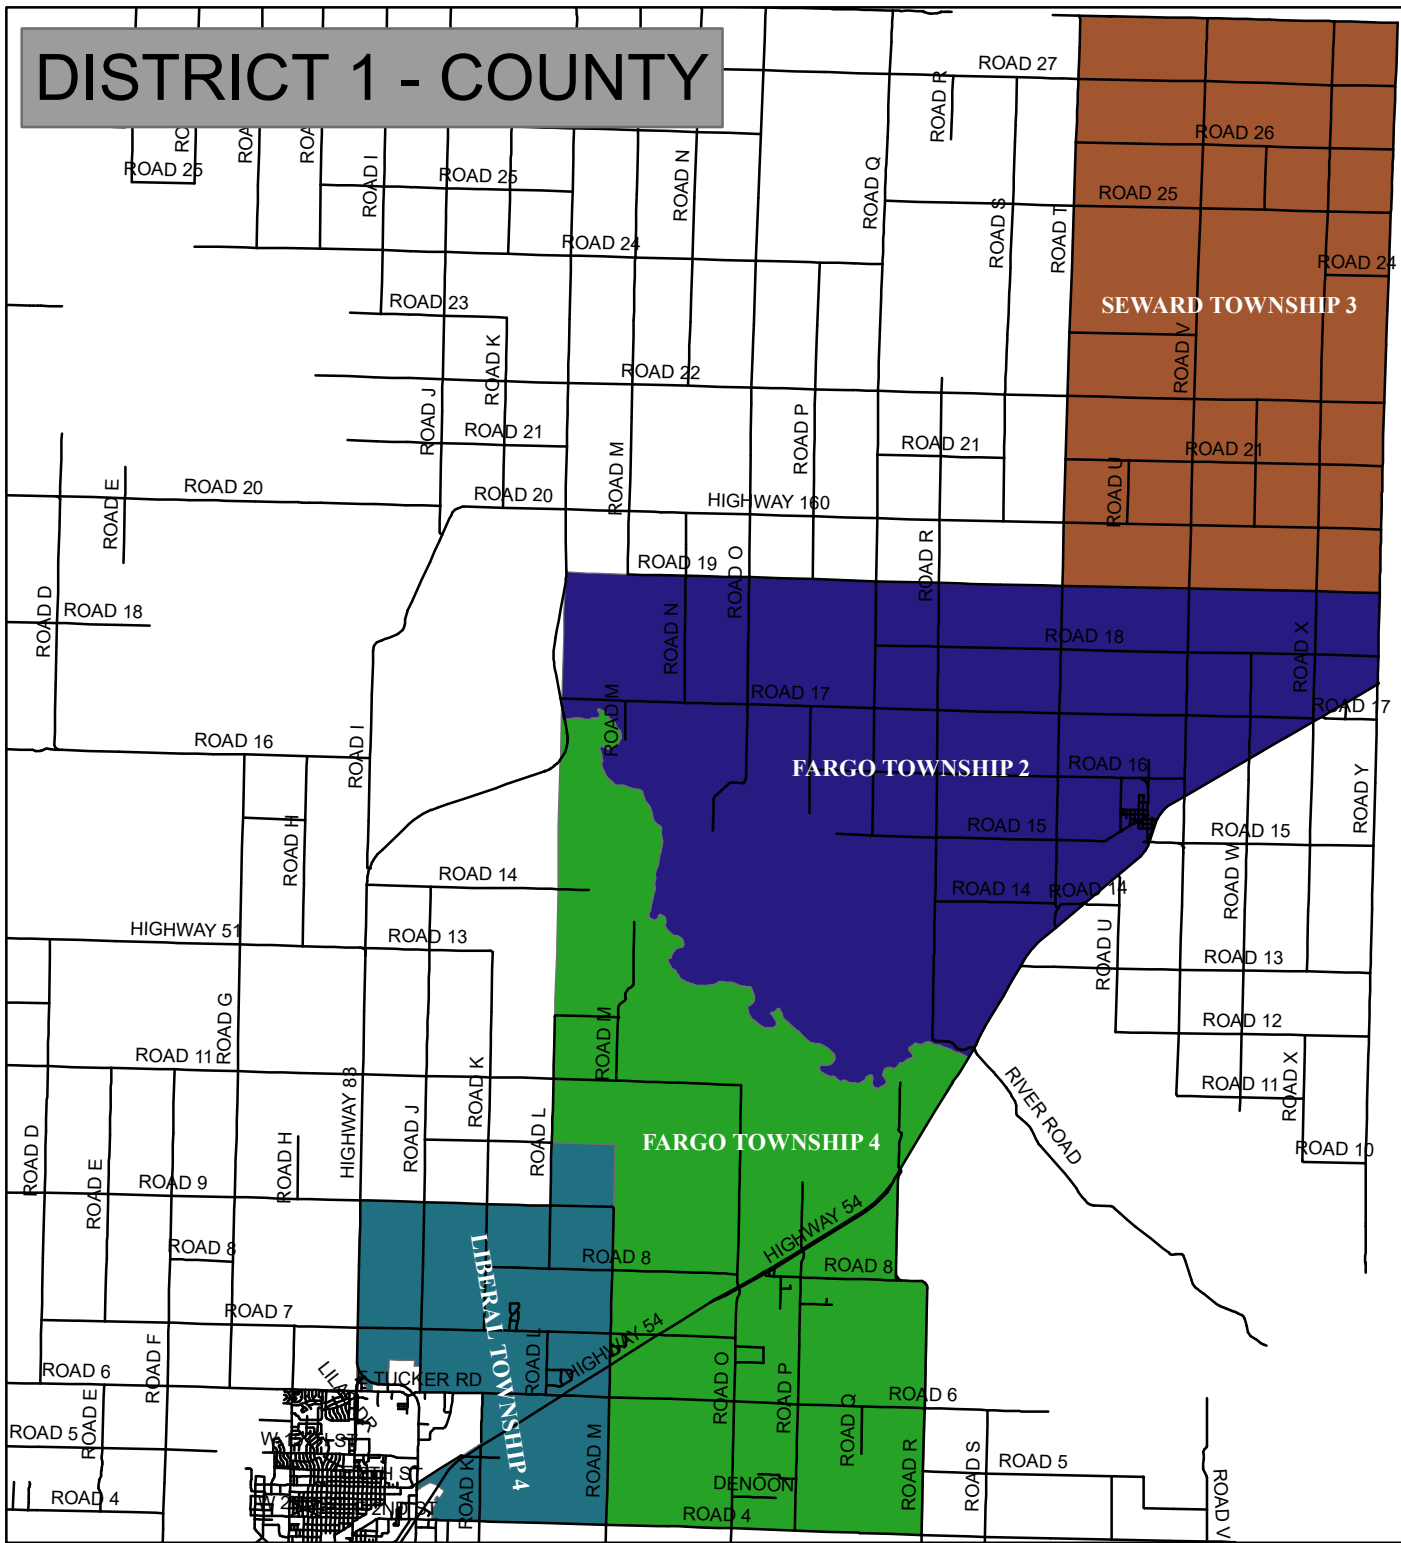 DISTRICT 1 - COUNTY
ROAD 27
ROAD R
ROAD 26
ROAD 25
ROAD I
ROAD 25
ROAD N
ROAD Q
ROAD S
ROAD T
ROAD 25
ROAD 24
ROAD 24
ROAD 23
SEWARD TOWNSHIP 3
ROAD K
ROAD V
ROAD 22
ROAD J
ROAD 21
ROAD M
ROAD P
ROAD 21
ROAD 21
ROAD U
ROAD E
ROAD 20
ROAD 20
HIGHWAY 160
ROAD R
ROAD O
ROAD 19
ROAD D
ROAD 18
ROAD N
ROAD 18
ROAD X
ROAD M
ROAD 17
ROAD 17
ROAD 16
ROAD I
FARGO TOWNSHIP 2
ROAD 16
ROAD Y
ROAD H
ROAD 15
ROAD 15
ROAD W
ROAD 14
ROAD 14
ROAD 14
HIGHWAY 51
ROAD 13
ROAD U
ROAD 13
ROAD G
ROAD M
ROAD 12
ROAD 11
ROAD K
ROAD X
ROAD 11
RIVER ROAD
HIGHWAY 83
ROAD J
ROAD L
FARGO TOWNSHIP 4
ROAD 10
ROAD D
ROAD E
ROAD H
ROAD 9
HIGHWAY 54
ROAD 8
ROAD 8
ROAD 8
LIBERAL TOWNSHIP 4
ROAD 7
ROAD F
ROAD L
HIGHWAY 54
ROAD 6
E TUCKER RD
ROAD O
ROAD P
ROAD 6
ROAD E
ROAD Q
ROAD 5
ROAD M
ROAD R
ROAD S
ROAD 5
ROAD K
DENOON
ROAD V
ROAD 4
2ND ST
ROAD 4